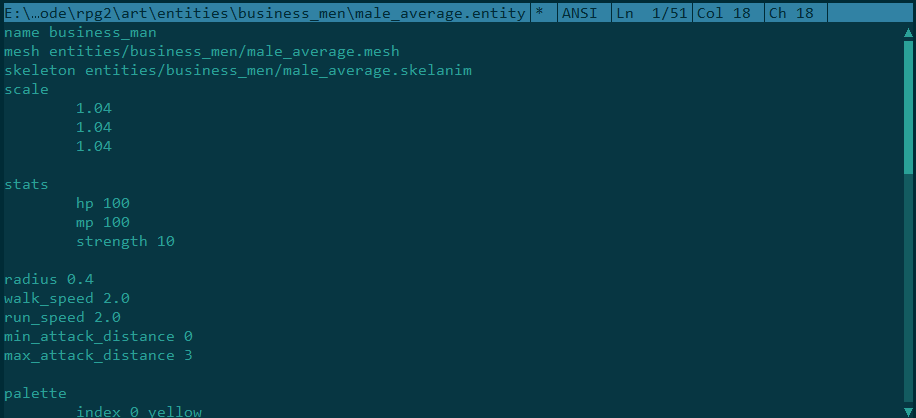 E:\…ode\rpg2\art\entities\business_men\male_average.entity * ANSI Ln 1/51 Col 18 Ch 18
name business_man
mesh entities/business_men/male_average.mesh
skeleton entities/business_men/male_average.skelanim
scale
1.04
1.04
1.04
stats
hp 100
mp 100
strength 10
radius 0.4
walk_speed 2.0
run_speed 2.0
min_attack_distance 0
max_attack_distance 3
palette
index 0 yellow